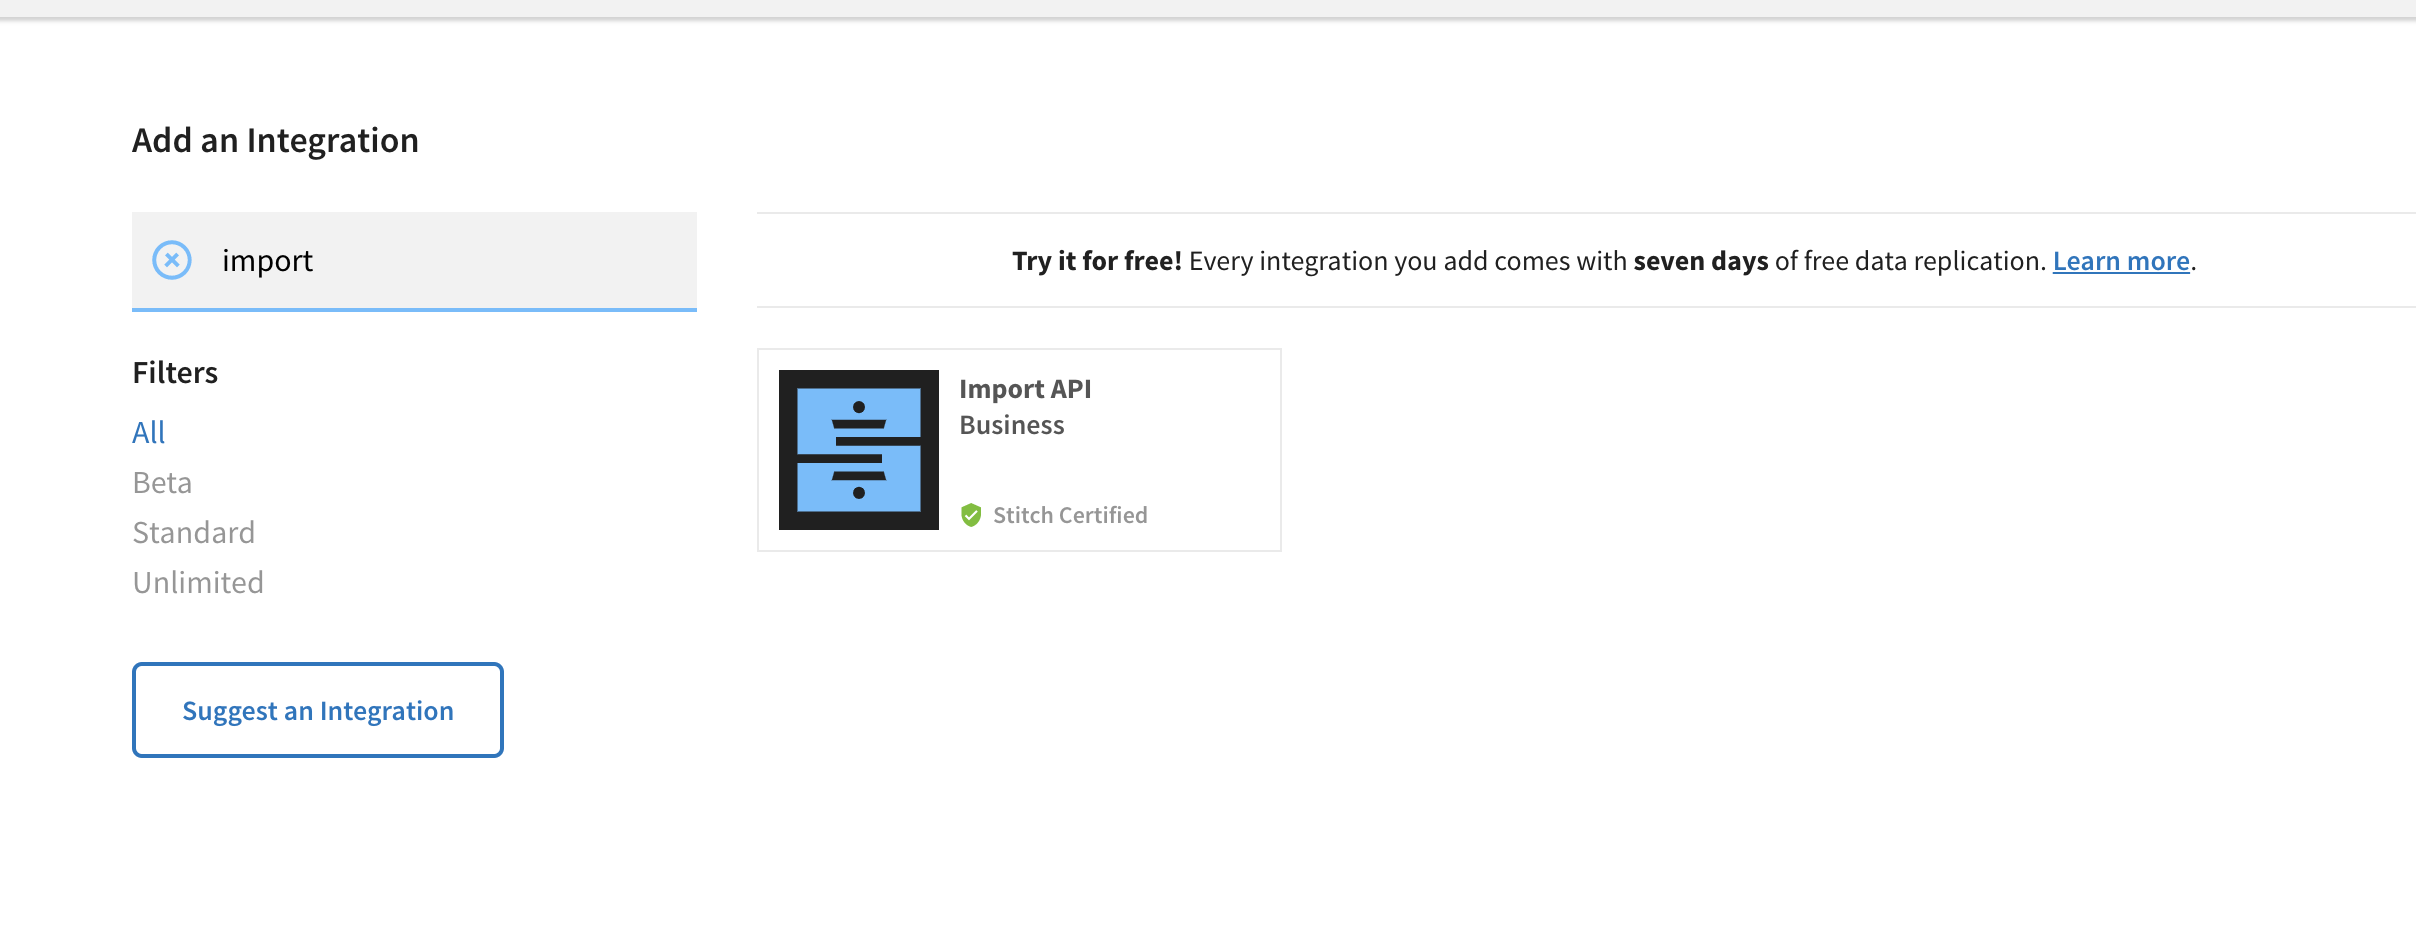 Add an Integration
import
Try it for free! Every integration you add comes with seven days of free data replication. Learn more.
Filters
All
Beta
Standard
Unlimited
Suggest an Integration
Import API
Business
Stitch Certified